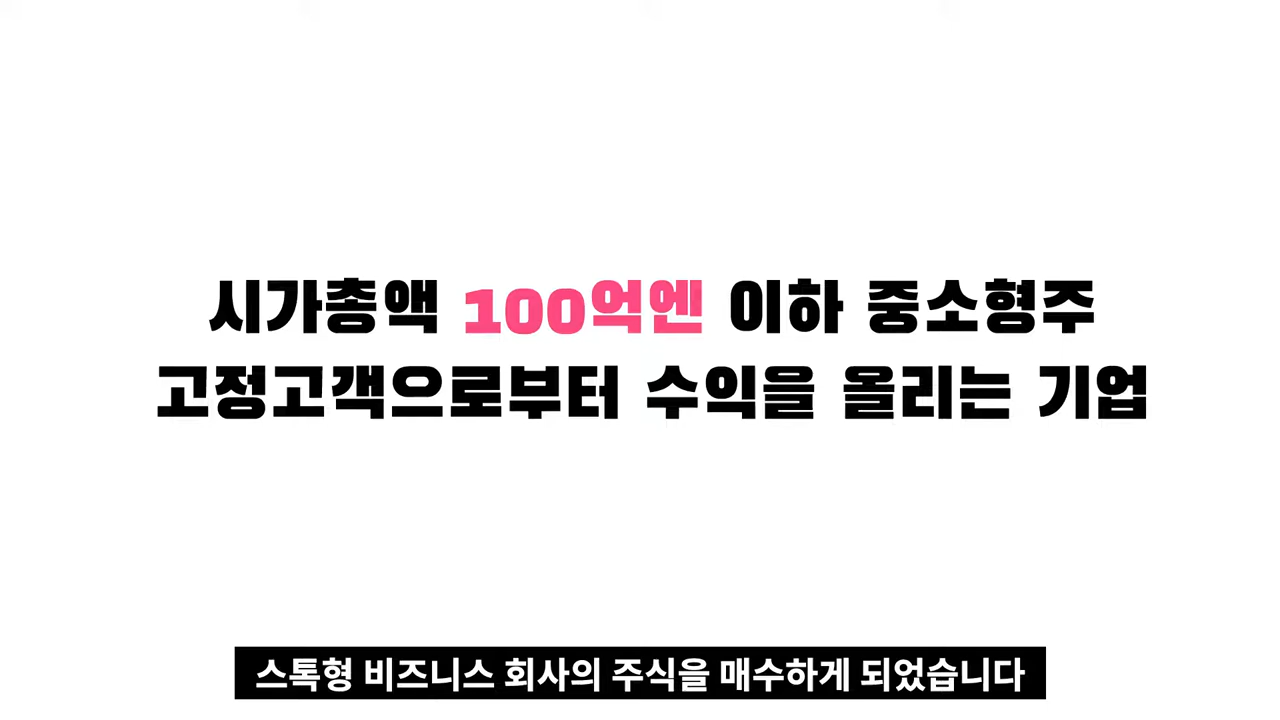 시가총액 100억엔 이하 중소형주
고정고객으로부터 수익을 올리는 기업
스톡형 비즈니스 회사의 주식을 매수하게 되었습니다